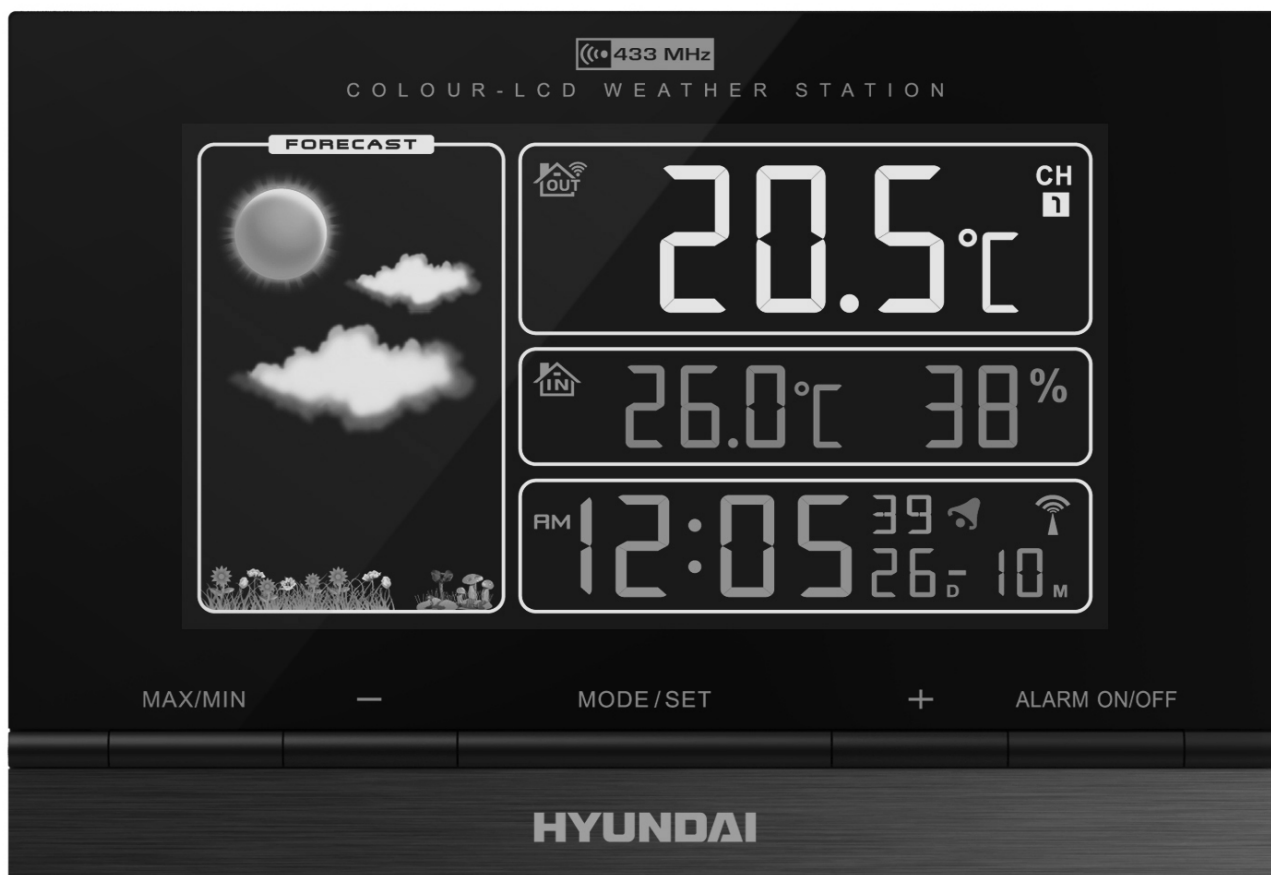 433 MHz
COLOUR-LCD WEATHER STATION
FORECAST
OUT
20.5°C
CH
1
IN
26.0°C 38%
AM 12:05 39
26-D 10M
MAX/MIN − MODE/SET + ALARM ON/OFF
HYUNDAI